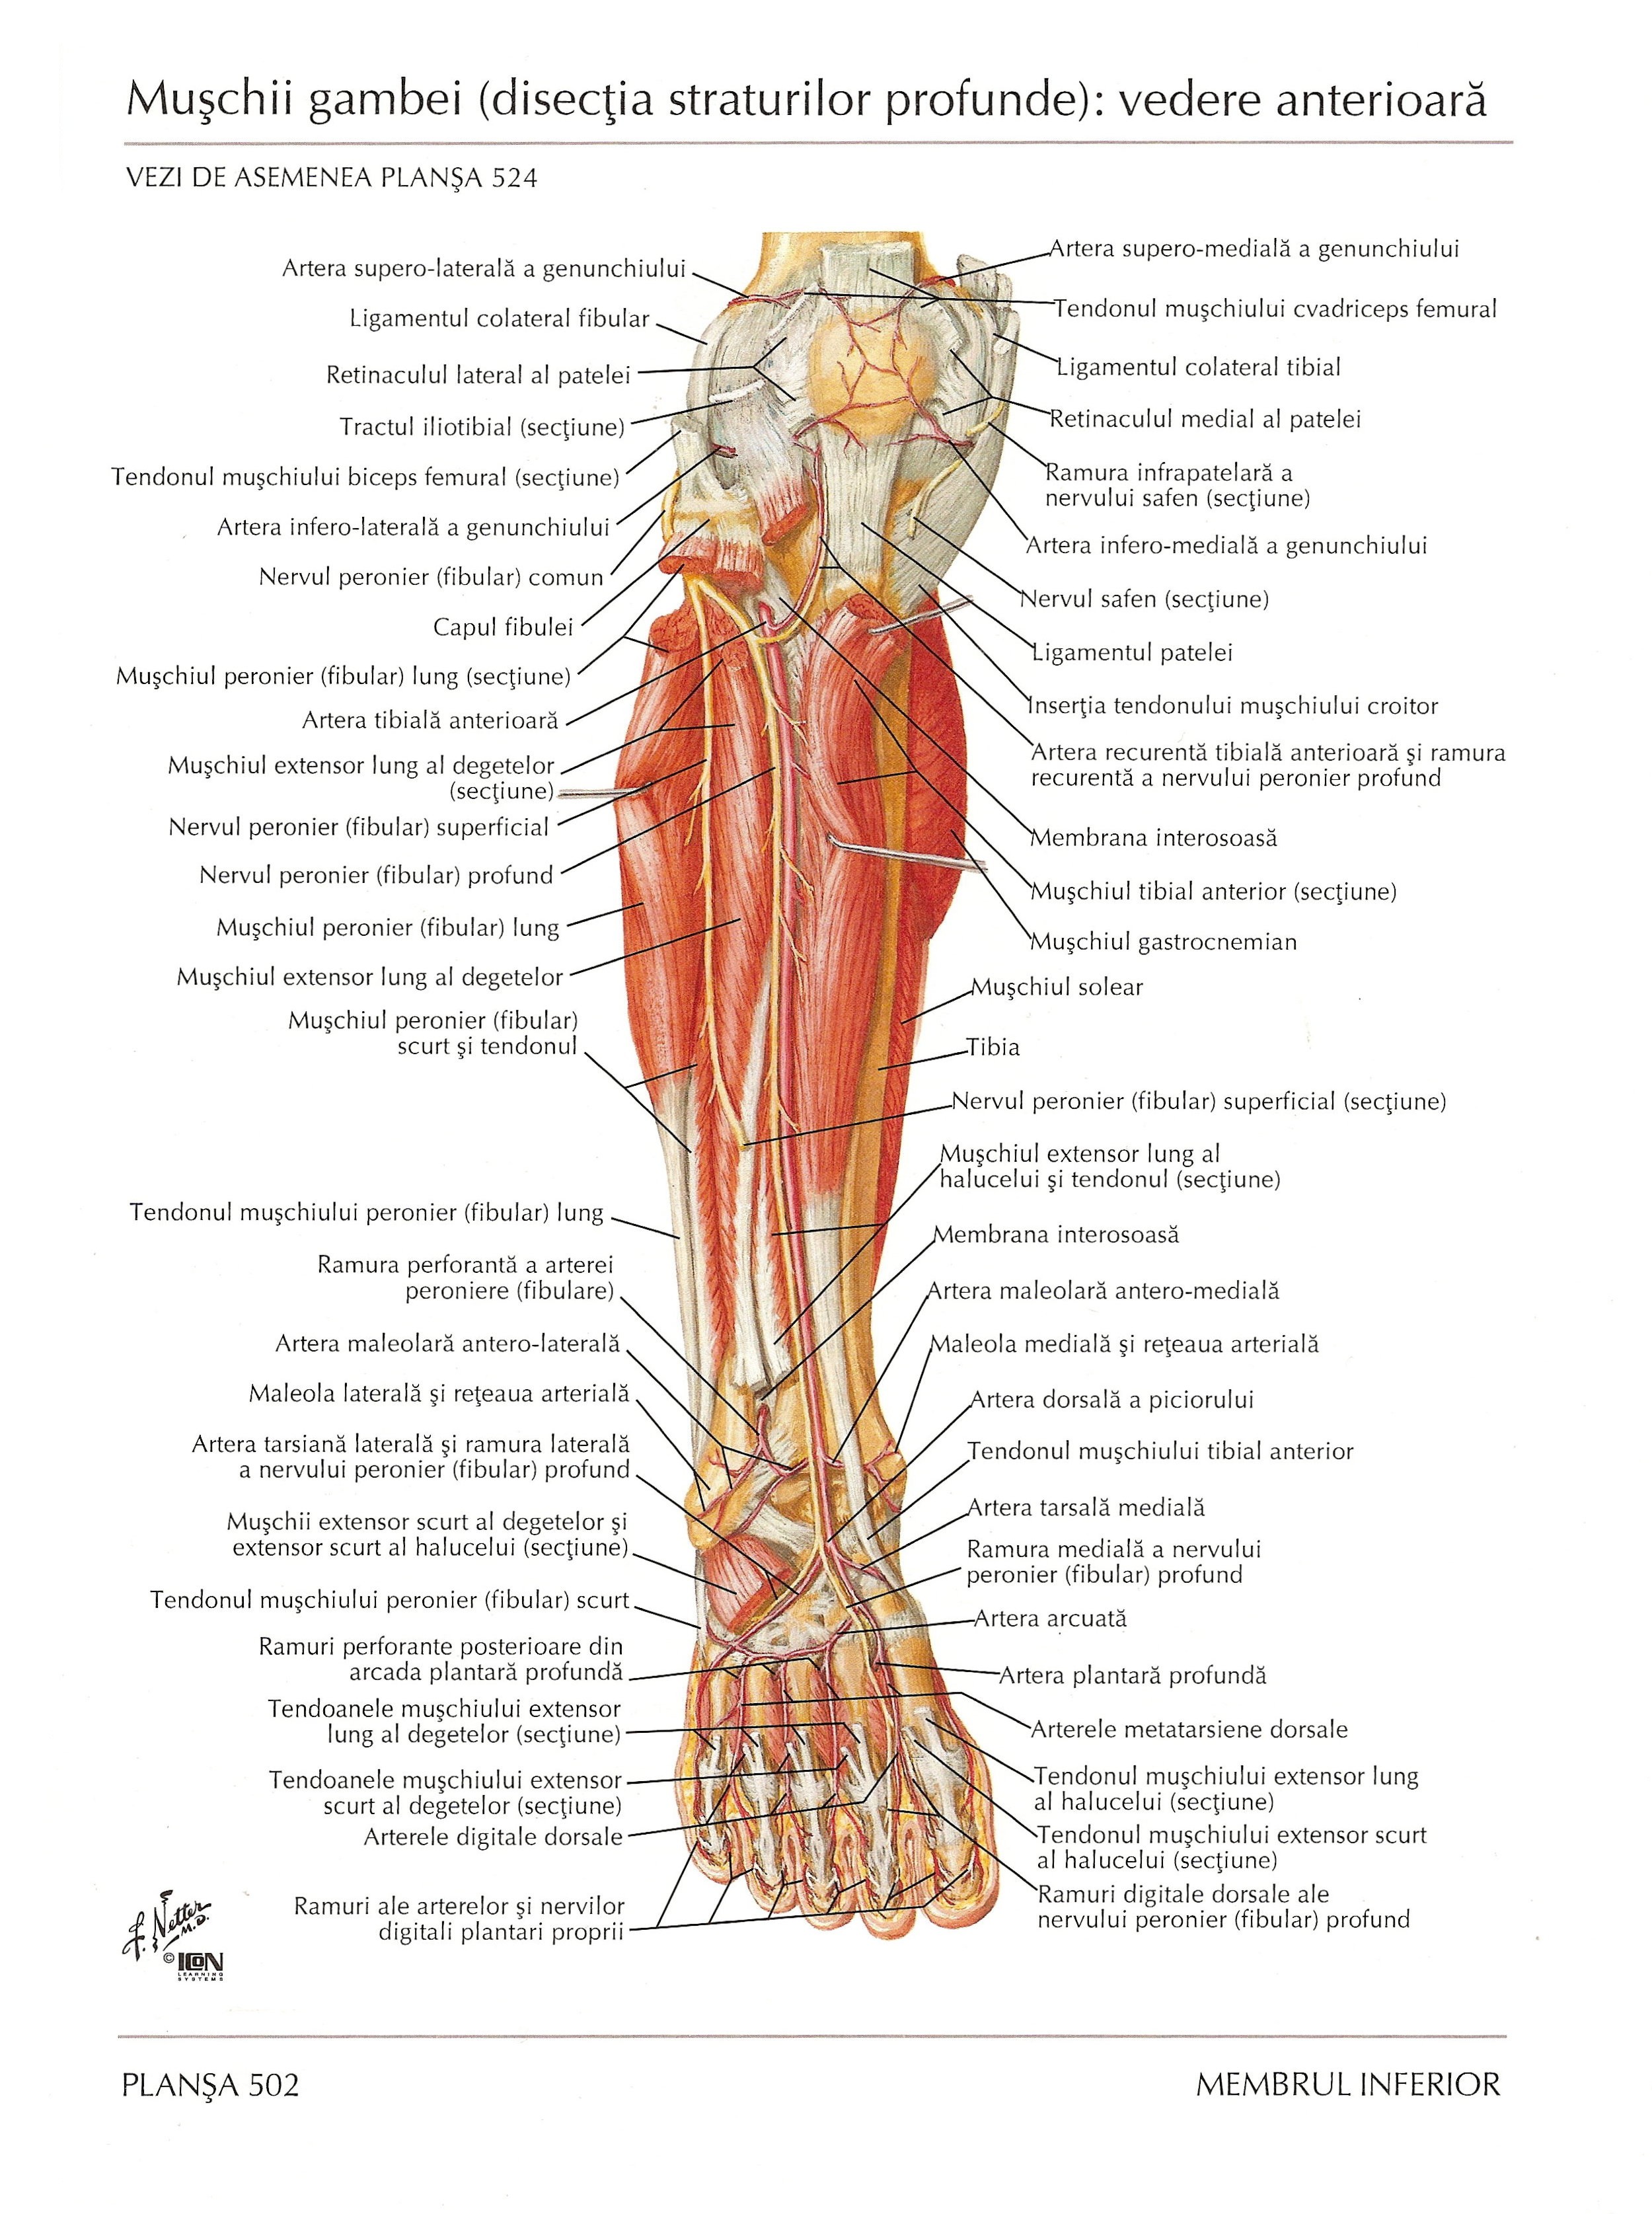 Muşchii gambei (disecţia straturilor profunde): vedere anterioară
VEZI DE ASEMENEA PLANŞA 524
Artera supero-laterală a genunchiului
Ligamentul colateral fibular
Retinaculul lateral al patelei
Tractul iliotibial (secţiune)
Tendonul muşchiului biceps femural (secţiune)
Artera infero-laterală a genunchiului
Nervul peronier (fibular) comun
Capul fibulei
Muşchiul peronier (fibular) lung (secţiune)
Artera tibială anterioară
Muşchiul extensor lung al degetelor
(secţiune)
Nervul peronier (fibular) superficial
Nervul peronier (fibular) profund
Muşchiul peronier (fibular) lung
Muşchiul extensor lung al degetelor
Muşchiul peronier (fibular)
scurt şi tendonul
Tendonul muşchiului peronier (fibular) lung
Ramura perforantă a arterei
peroniere (fibulare)
Artera maleolară antero-laterală
Maleola laterală şi reţeaua arterială
Artera tarsiană laterală şi ramura laterală
a nervului peronier (fibular) profund
Muşchii extensor scurt al degetelor şi
extensor scurt al halucelui (secţiune)
Tendonul muşchiului peronier (fibular) scurt
Ramuri perforante posterioare din
arcada plantară profundă
Tendoanele muşchiului extensor
lung al degetelor (secţiune)
Tendoanele muşchiului extensor
scurt al degetelor (secţiune)
Arterele digitale dorsale
Ramuri ale arterelor şi nervilor
digitali plantari proprii
Artera supero-medială a genunchiului
Tendonul muşchiului cvadriceps femural
Ligamentul colateral tibial
Retinaculul medial al patelei
Ramura infrapatelară a
nervului safen (secţiune)
Artera infero-medială a genunchiului
Nervul safen (secţiune)
Ligamentul patelei
Inserţia tendonului muşchiului croitor
Artera recurentă tibială anterioară şi ramura
recurentă a nervului peronier profund
Membrana interosoasă
Muşchiul tibial anterior (secţiune)
Muşchiul gastrocnemian
Muşchiul solear
Tibia
Nervul peronier (fibular) superficial (secţiune)
Muşchiul extensor lung al
halucelui şi tendonul (secţiune)
Membrana interosoasă
Artera maleolară antero-medială
Maleola medială şi reţeaua arterială
Artera dorsală a piciorului
Tendonul muşchiului tibial anterior
Artera tarsală medială
Ramura medială a nervului
peronier (fibular) profund
Artera arcuată
Artera plantară profundă
Arterele metatarsiene dorsale
Tendonul muşchiului extensor lung
al halucelui (secţiune)
Tendonul muşchiului extensor scurt
al halucelui (secţiune)
Ramuri digitale dorsale ale
nervului peronier (fibular) profund
F. Netter
M.D.
© ICON
LEARNING
SYSTEMS
PLANŞA 502
MEMBRUL INFERIOR